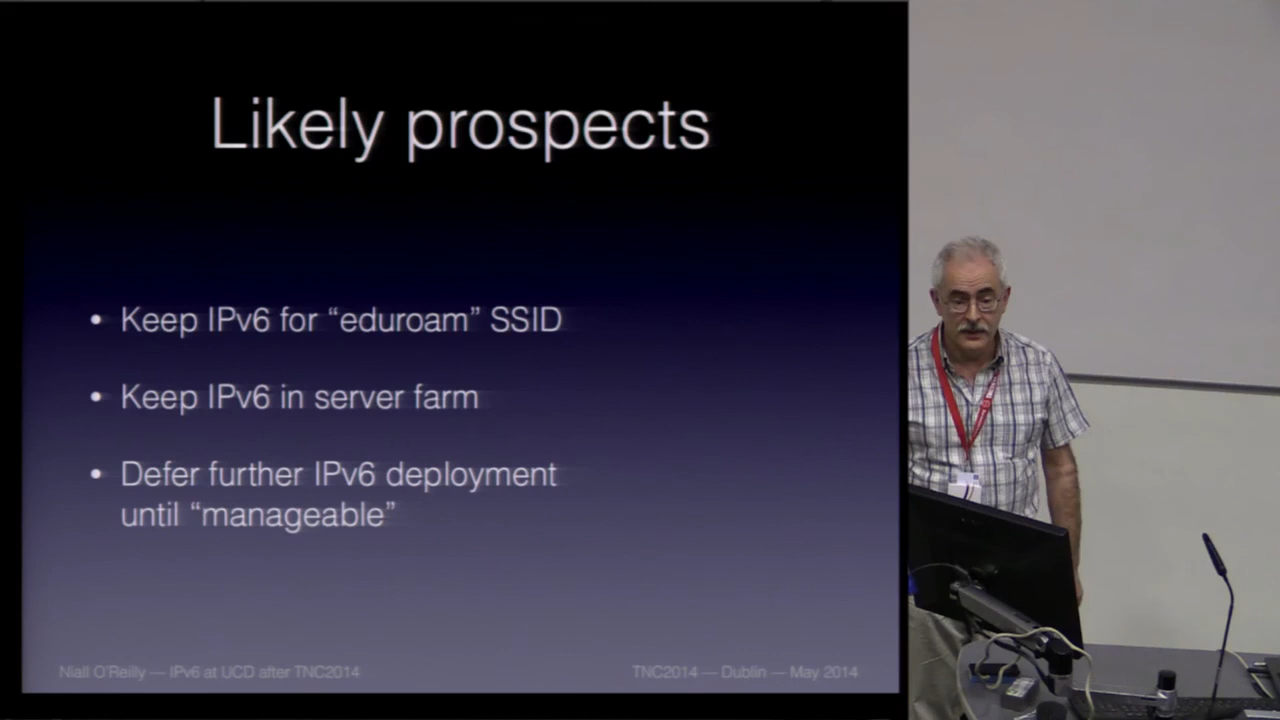 Likely prospects
• Keep IPv6 for “eduroam” SSID
• Keep IPv6 in server farm
• Defer further IPv6 deployment
until “manageable”
Niall O'Reilly — IPv6 at UCD after TNC2014
TNC2014 — Dublin — May 2014